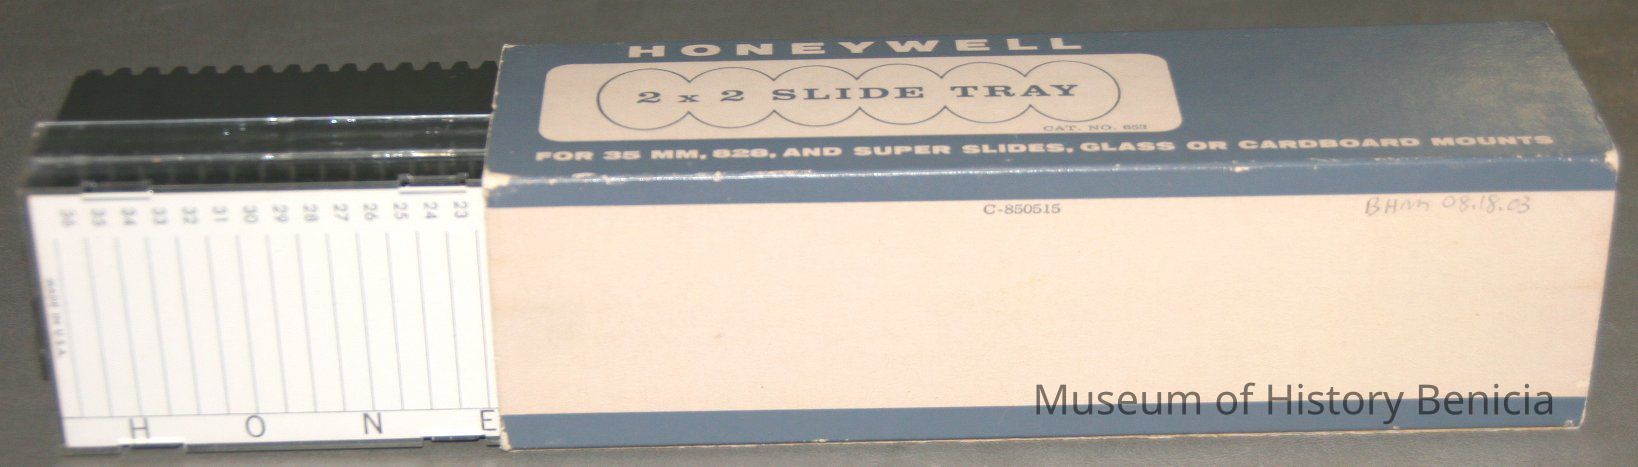 HONEYWELL
2 x 2 SLIDE TRAY
CAT. NO. 653
FOR 35 MM, 828, AND SUPER SLIDES, GLASS OR CARDBOARD MOUNTS
C-850515
BHM 08.18.03
36 35 34 33 32 31 30 29 28 27 26 25 24 23
MADE IN U.S.A.
H O N E
Museum of History Benicia